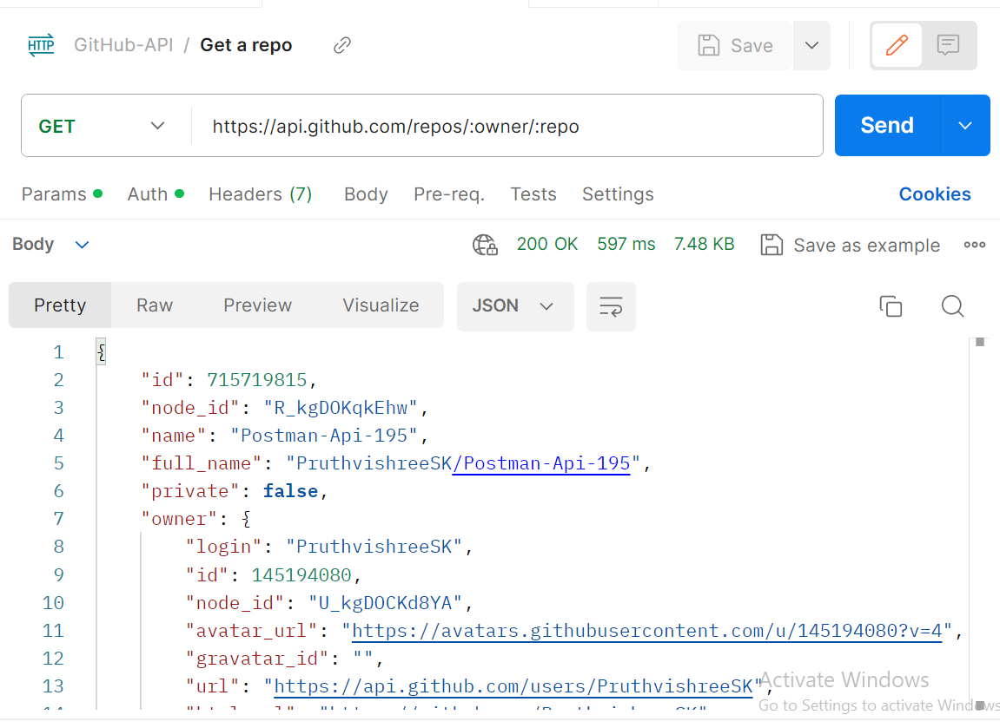 HTTP GitHub-API / Get a repo Save
GET https://api.github.com/repos/:owner/:repo Send
Params Auth Headers (7) Body Pre-req. Tests Settings Cookies
Body 200 OK 597 ms 7.48 KB Save as example
Pretty Raw Preview Visualize JSON
1 {
2 "id": 715719815,
3 "node_id": "R_kgDOKqkEhw",
4 "name": "Postman-Api-195",
5 "full_name": "PruthvishreeSK/Postman-Api-195",
6 "private": false,
7 "owner": {
8 "login": "PruthvishreeSK",
9 "id": 145194080,
10 "node_id": "U_kgDOCKd8YA",
11 "avatar_url": "https://avatars.githubusercontent.com/u/145194080?v=4",
12 "gravatar_id": "",
13 "url": "https://api.github.com/users/PruthvishreeSK",
Activate Windows
Go to Settings to activate Windows